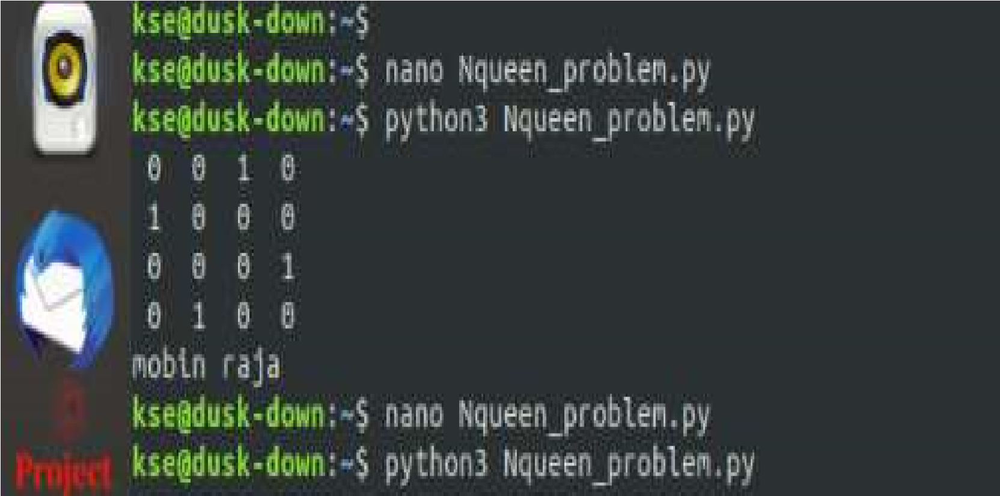 kse@dusk-down:~$
kse@dusk-down:~$ nano Nqueen_problem.py
kse@dusk-down:~$ python3 Nqueen_problem.py
0 0 1 0
1 0 0 0
0 0 0 1
0 1 0 0
mobin raja
kse@dusk-down:~$ nano Nqueen_problem.py
kse@dusk-down:~$ python3 Nqueen_problem.py
Project